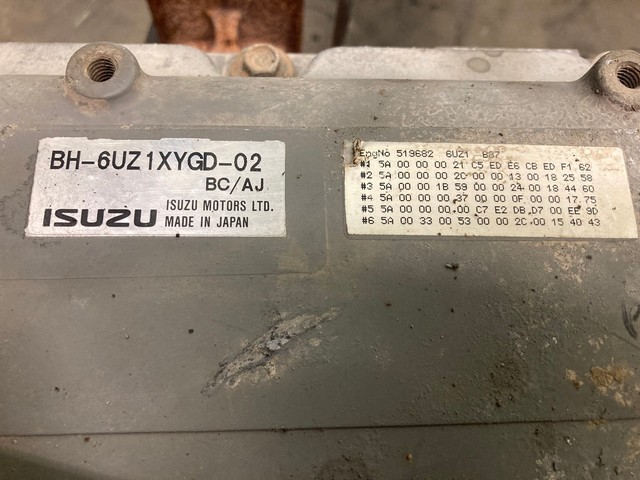 BH-6UZ1XYGD-02
BC/AJ
ISUZU ISUZU MOTORS LTD.
MADE IN JAPAN
EngNo 519682 6UZ1 B37
#1 5A 00 00 00 21 C5 ED E6 CB ED F1 62
#2 5A 00 00 00 2C 00 00 13 00 18 25 58
#3 5A 00 00 1B 59 00 00 24 00 18 44 60
#4 5A 00 00 00 37 00 00 0F 00 00 17 75
#5 5A 00 00 00 00 C7 E2 DB D7 00 EE 9D
#6 5A 00 33 00 53 00 00 2C 00 15 40 43